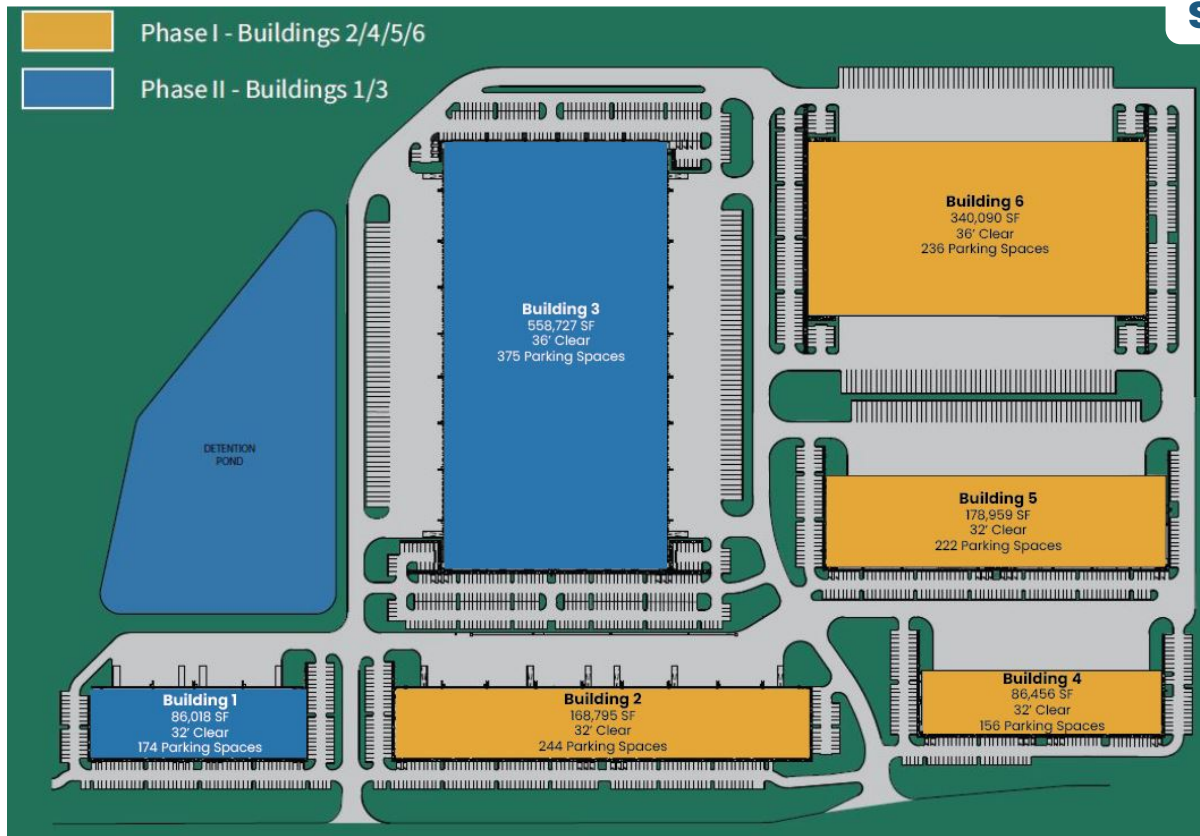 Phase I - Buildings 2/4/5/6
Phase II - Buildings 1/3
S
Building 6
340,090 SF
36' Clear
236 Parking Spaces
Building 3
558,727 SF
36' Clear
375 Parking Spaces
DETENTION
POND
Building 5
178,959 SF
32' Clear
222 Parking Spaces
Building 1
86,018 SF
32' Clear
174 Parking Spaces
Building 2
168,795 SF
32' Clear
244 Parking Spaces
Building 4
86,456 SF
32' Clear
156 Parking Spaces